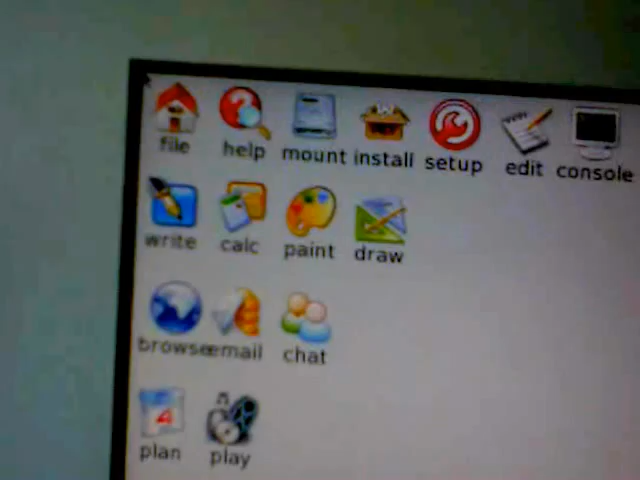 file help mount install setup edit console
write calc paint draw
browse email chat
plan play